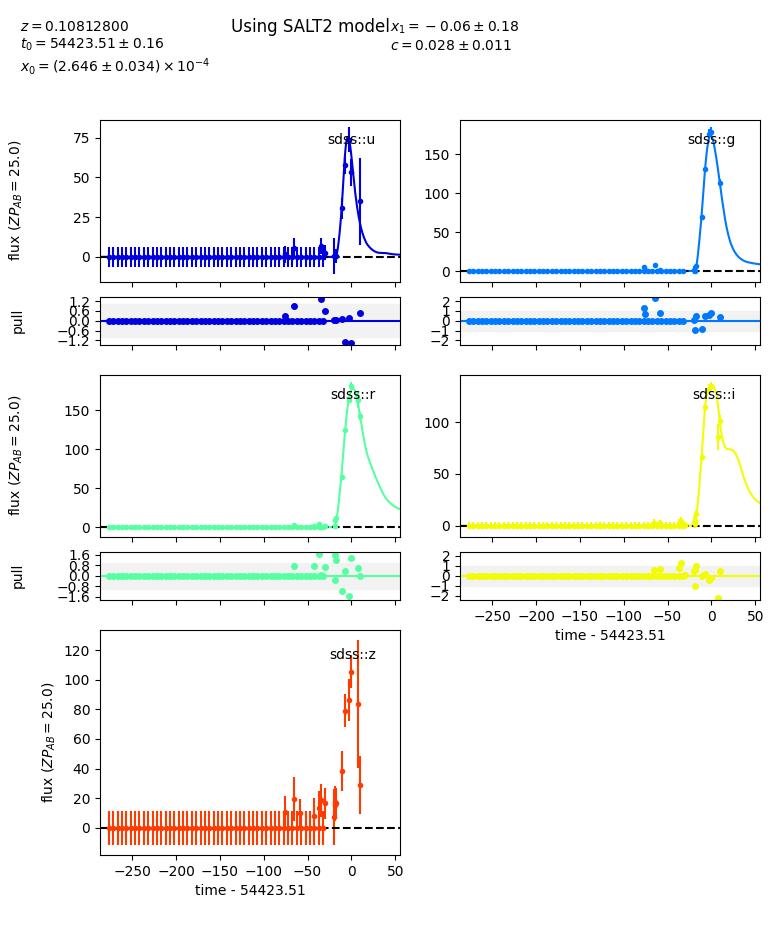 Using SALT2 model
z = 0.10812800
t0 = 54423.51 ± 0.16
x0 = (2.646 ± 0.034) × 10^−4
x1 = −0.06 ± 0.18
c = 0.028 ± 0.011
flux (ZP_AB = 25.0)
75
50
25
0
sdss::u
150
100
50
0
sdss::g
pull
1.2
0.6
0.0
−0.6
−1.2
2
1
0
−1
−2
flux (ZP_AB = 25.0)
150
100
50
0
sdss::r
100
50
0
sdss::i
pull
1.6
0.8
0.0
−0.8
−1.6
2
1
0
−1
−2
−250 −200 −150 −100 −50 0 50
time - 54423.51
flux (ZP_AB = 25.0)
120
100
80
60
40
20
0
sdss::z
−250 −200 −150 −100 −50 0 50
time - 54423.51